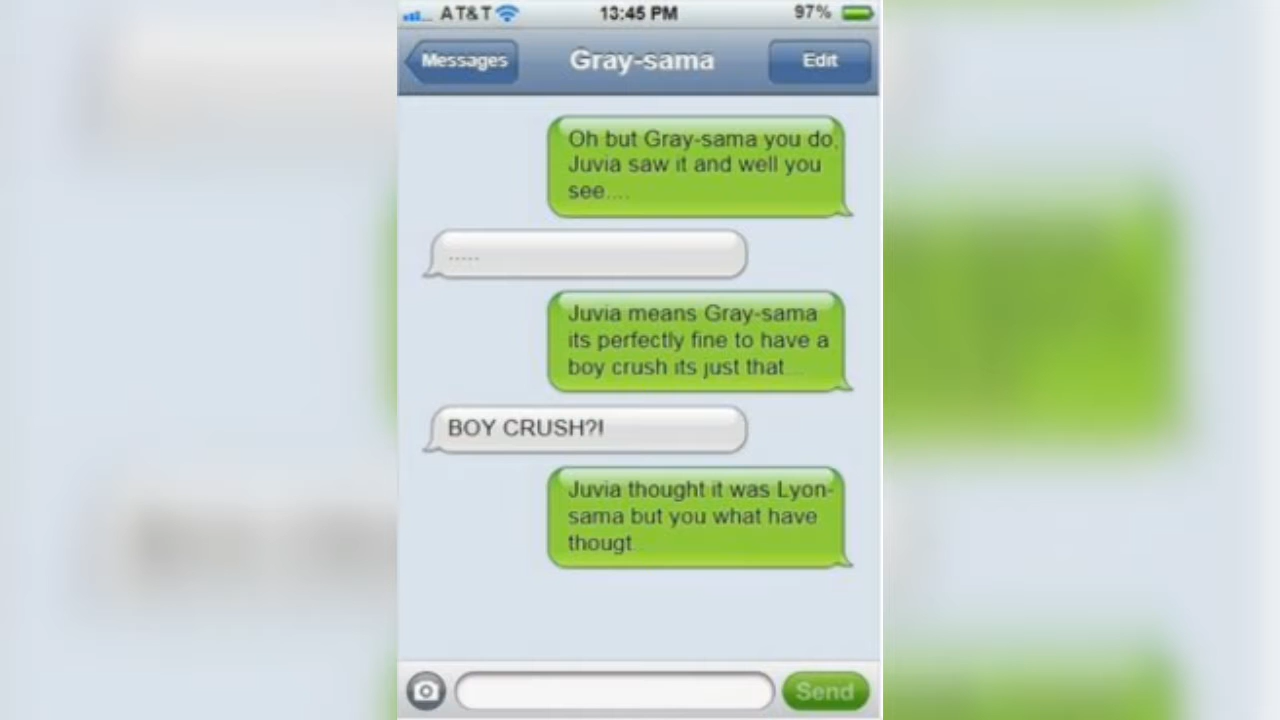 AT&T 13:45 PM 97%
Messages Gray-sama Edit
Oh but Gray-sama you do,
Juvia saw it and well you
see....
.....
Juvia means Gray-sama
its perfectly fine to have a
boy crush its just that...
BOY CRUSH?!
Juvia thought it was Lyon-
sama but you what have
thougt..
Send